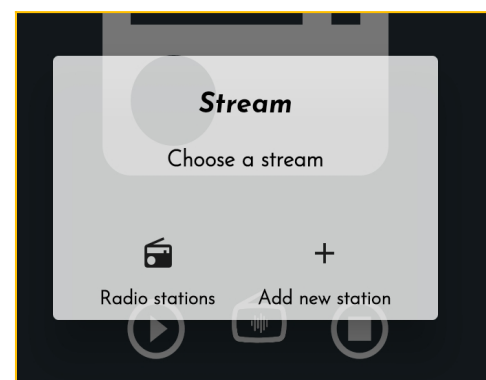 Stream
Choose a stream
Radio stations
Add new station